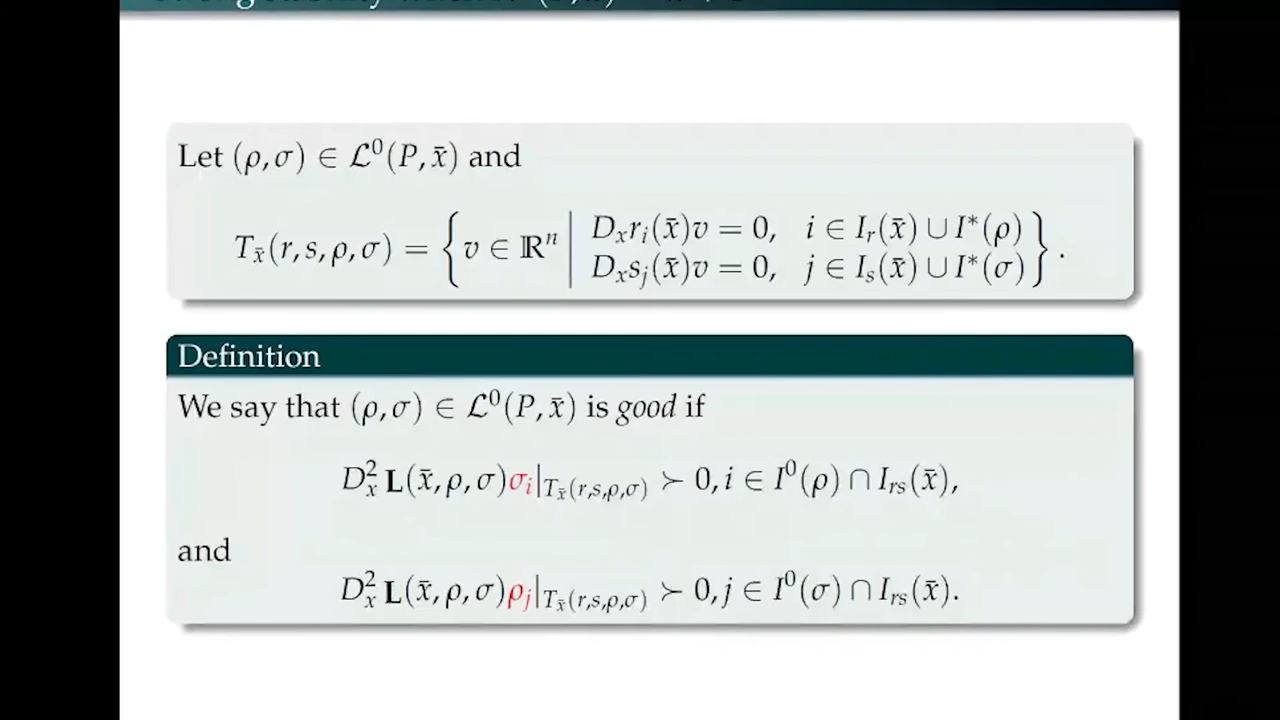 Let (ρ, σ) ∈ ℒ⁰(P, x̄) and
T_x̄(r, s, ρ, σ) = { v ∈ ℝⁿ | D_x r_i(x̄)v = 0, i ∈ I_r(x̄) ∪ I*(ρ)
D_x s_j(x̄)v = 0, j ∈ I_s(x̄) ∪ I*(σ) } .
Definition
We say that (ρ, σ) ∈ ℒ⁰(P, x̄) is good if
D²_x L(x̄, ρ, σ)σ_i|_{T_x̄(r,s,ρ,σ)} ≻ 0, i ∈ I⁰(ρ) ∩ I_rs(x̄),
and
D²_x L(x̄, ρ, σ)ρ_j|_{T_x̄(r,s,ρ,σ)} ≻ 0, j ∈ I⁰(σ) ∩ I_rs(x̄).